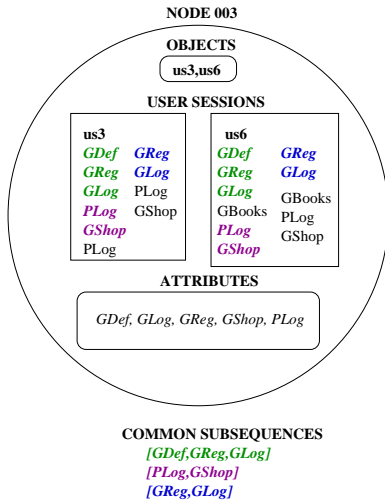 NODE 003
OBJECTS
us3,us6
USER SESSIONS
us3
GDef GReg
GReg GLog
GLog PLog
PLog GShop
GShop
PLog
us6
GDef GReg
GReg GLog
GLog
GBooks GBooks
PLog PLog
GShop GShop
ATTRIBUTES
GDef, GLog, GReg, GShop, PLog
COMMON SUBSEQUENCES
[GDef,GReg,GLog]
[PLog,GShop]
[GReg,GLog]